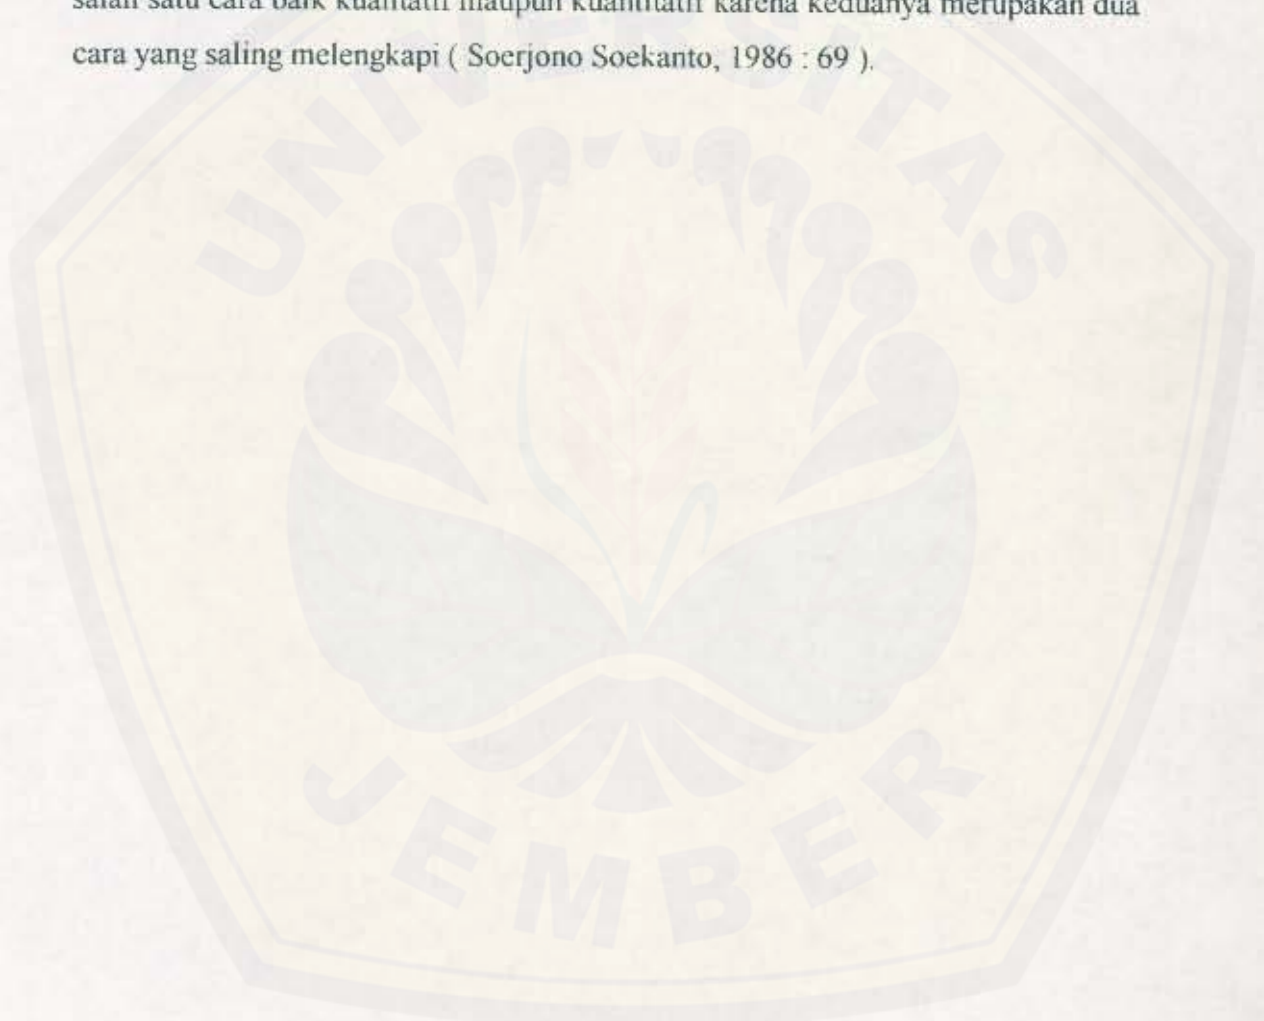 salah satu cara baik kualitatif maupun kuantitatif karena keduanya merupakan dua
cara yang saling melengkapi ( Soerjono Soekanto, 1986 : 69 ).
UNIVERSITAS
JEMBER